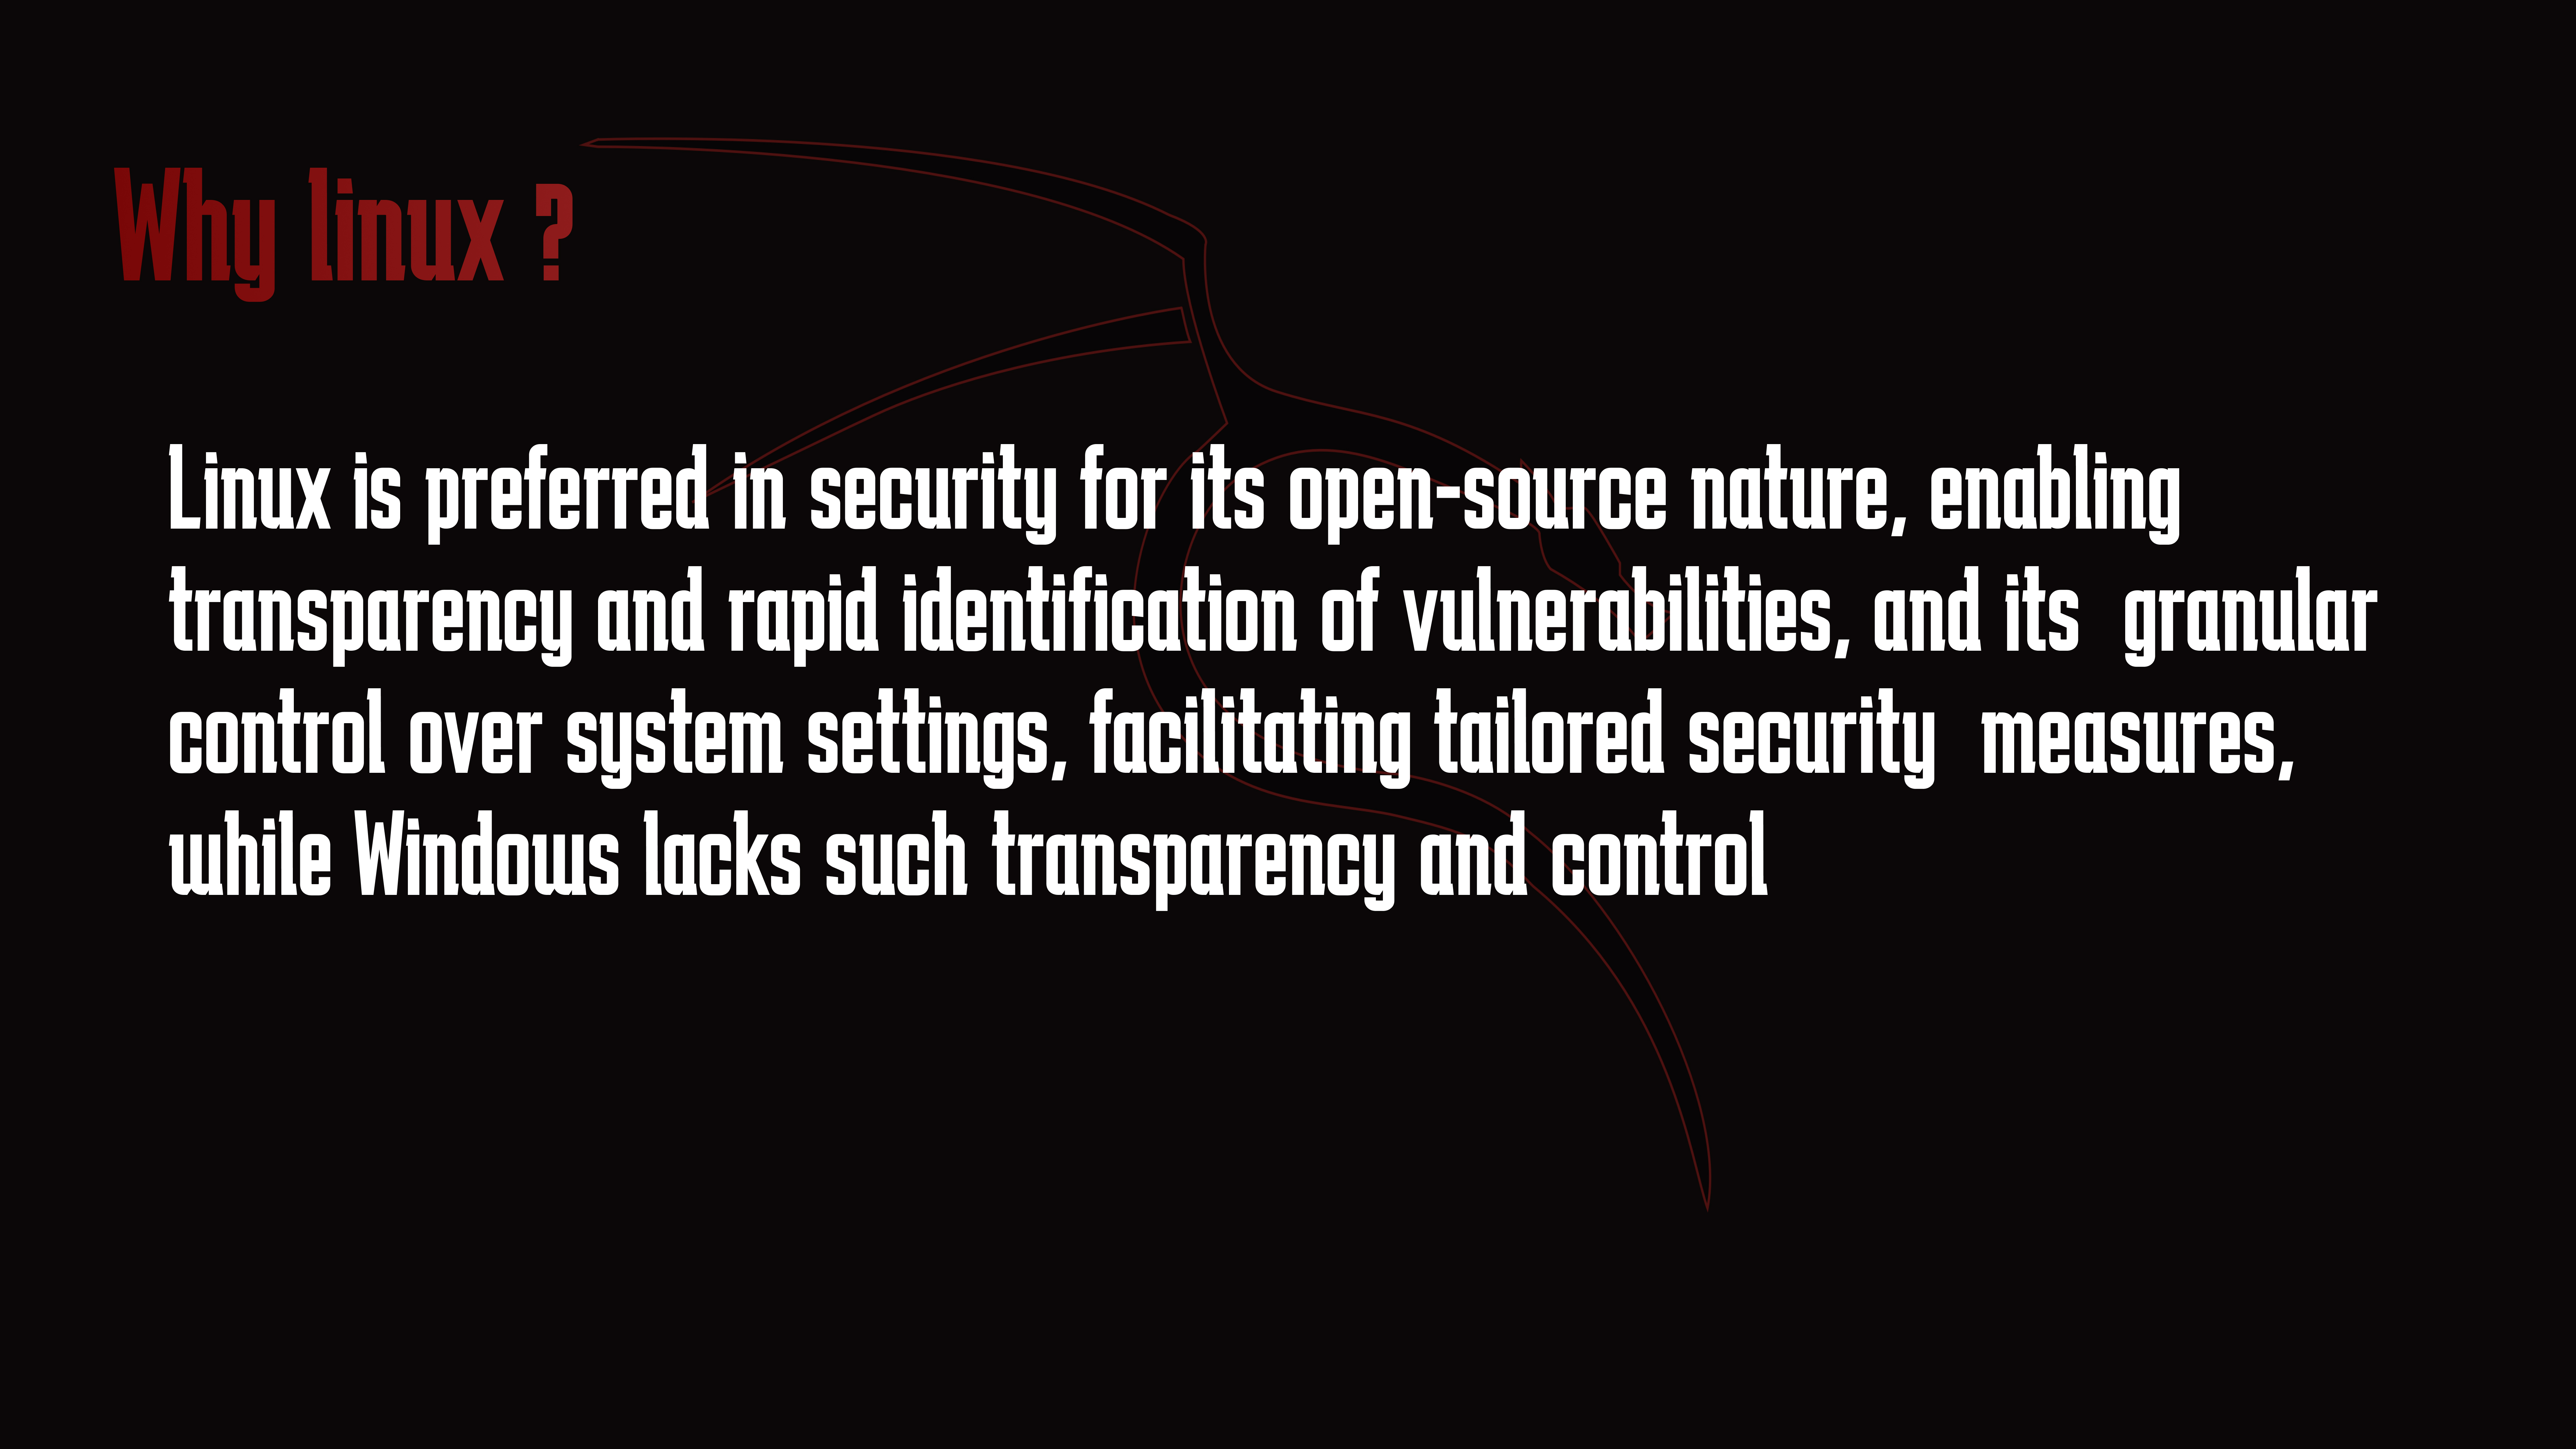 Why linux ?
Linux is preferred in security for its open-source nature, enabling
transparency and rapid identification of vulnerabilities, and its  granular
control over system settings, facilitating tailored security  measures,
while Windows lacks such transparency and control